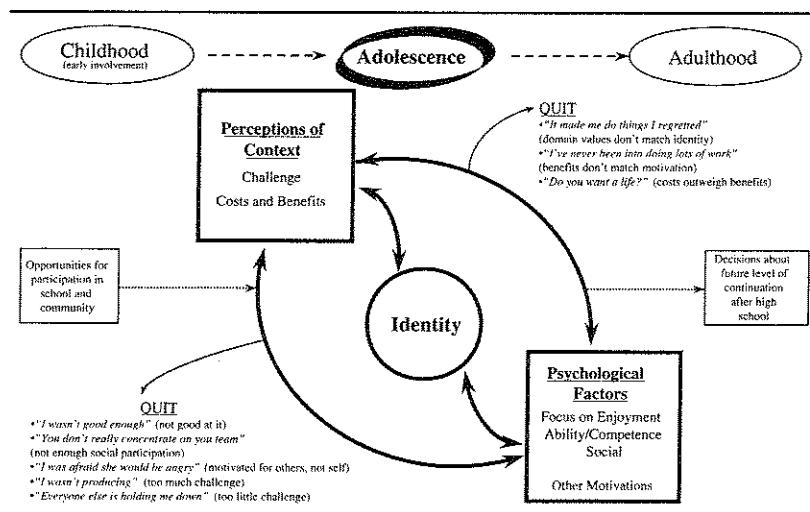 Childhood
(early involvement)
Adolescence
Adulthood
Perceptions of
Context
Challenge
Costs and Benefits
QUIT
•"It made me do things I regretted"
(domain values don't match identity)
•"I've never been into doing lots of work"
(benefits don't match motivation)
•"Do you want a life?" (costs outweigh benefits)
Opportunities for
participation in
school and
community
Identity
Decisions about
future level of
continuation
after high
school
Psychological
Factors
Focus on Enjoyment
Ability/Competence
Social
Other Motivations
QUIT
•"I wasn't good enough" (not good at it)
•"You don't really concentrate on you team"
(not enough social participation)
•"I was afraid she would be angry" (motivated for others, not self)
•"I wasn't producing" (too much challenge)
•"Everyone else is holding me down" (too little challenge)